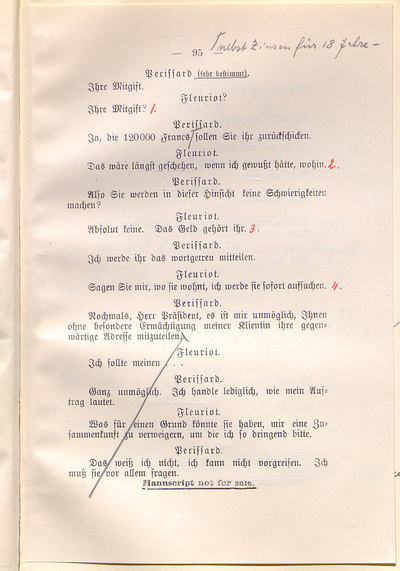 — 95 —
nebst Zinsen für 18 Jahre –
Perissard (sehr bestimmt).
Ihre Mitgift.
Fleuriot?
Ihre Mitgift? 1.
Perissard.
Ja, die 120000 Francs sollen Sie ihr zurückschicken.
Fleuriot.
Das wäre längst geschehen, wenn ich gewußt hätte, wohin. 2.
Perissard.
Also Sie werden in dieser Hinsicht keine Schwierigkeiten
machen?
Fleuriot.
Absolut keine. Das Geld gehört ihr. 3.
Perissard.
Ich werde ihr das wortgetreu mitteilen.
Fleuriot.
Sagen Sie mir, wo sie wohnt, ich werde sie sofort aufsuchen. 4.
Perissard.
Nochmals, Herr Präsident, es ist mir unmöglich, Ihnen
ohne besondere Ermächtigung meiner Klientin ihre gegen-
wärtige Adresse mitzuteilen.
Fleuriot.
Ich sollte meinen . . .
Perissard.
Ganz unmöglich. Ich handle lediglich, wie mein Auf-
trag lautet.
Fleuriot.
Was für einen Grund könnte sie haben, mir eine Zu-
sammenkunft zu verweigern, um die ich so dringend bitte.
Perissard.
Das weiß ich nicht, ich kann nicht vorgreifen. Ich
muß sie vor allem fragen.
Manuscript not for sale.